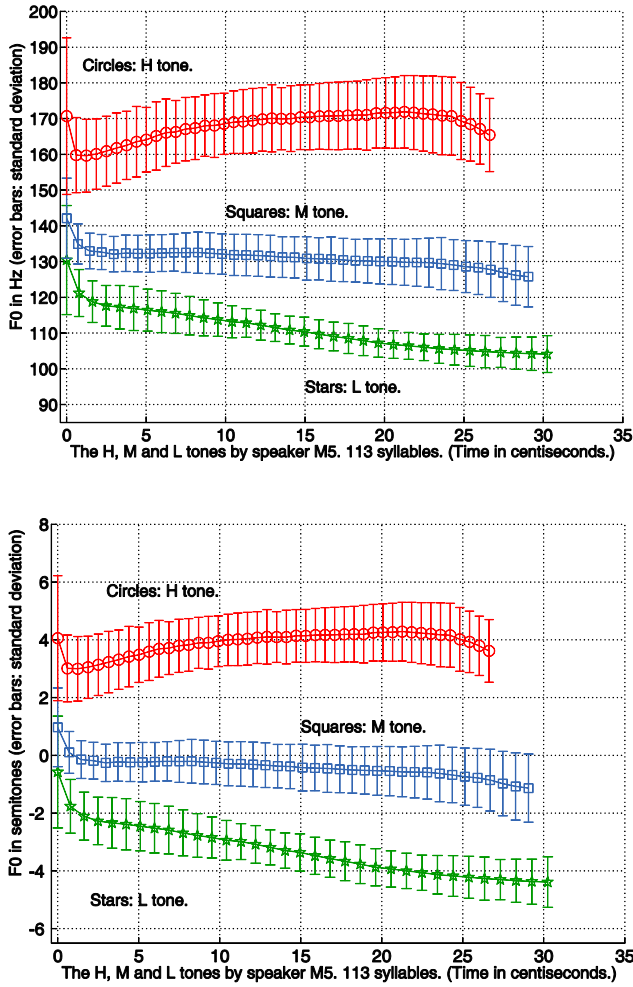 200
190
180
170
160
150
140
130
120
110
100
90
F0 in Hz (error bars: standard deviation)
Circles: H tone.
Squares: M tone.
Stars: L tone.
0 5 10 15 20 25 30 35
The H, M and L tones by speaker M5. 113 syllables. (Time in centiseconds.)
8
6
4
2
0
-2
-4
-6
F0 in semitones (error bars: standard deviation)
Circles: H tone.
Squares: M tone.
Stars: L tone.
0 5 10 15 20 25 30 35
The H, M and L tones by speaker M5. 113 syllables. (Time in centiseconds.)